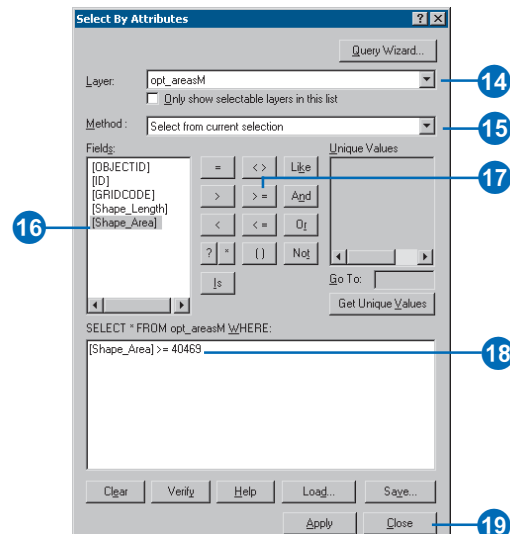 Select By Attributes
Query Wizard...
Layer: opt_areasM
14
Only show selectable layers in this list
Method : Select from current selection
15
Fields:
Unique Values
[OBJECTID]
[ID]
[GRIDCODE]
[Shape_Length]
[Shape_Area]
16
= < > Like
17
> > = And
< < = Or
? * ( ) Not
Is
Go To:
Get Unique Values
SELECT * FROM opt_areasM WHERE:
[Shape_Area] >= 40469
18
Clear Verify Help Load... Save...
Apply Close
19